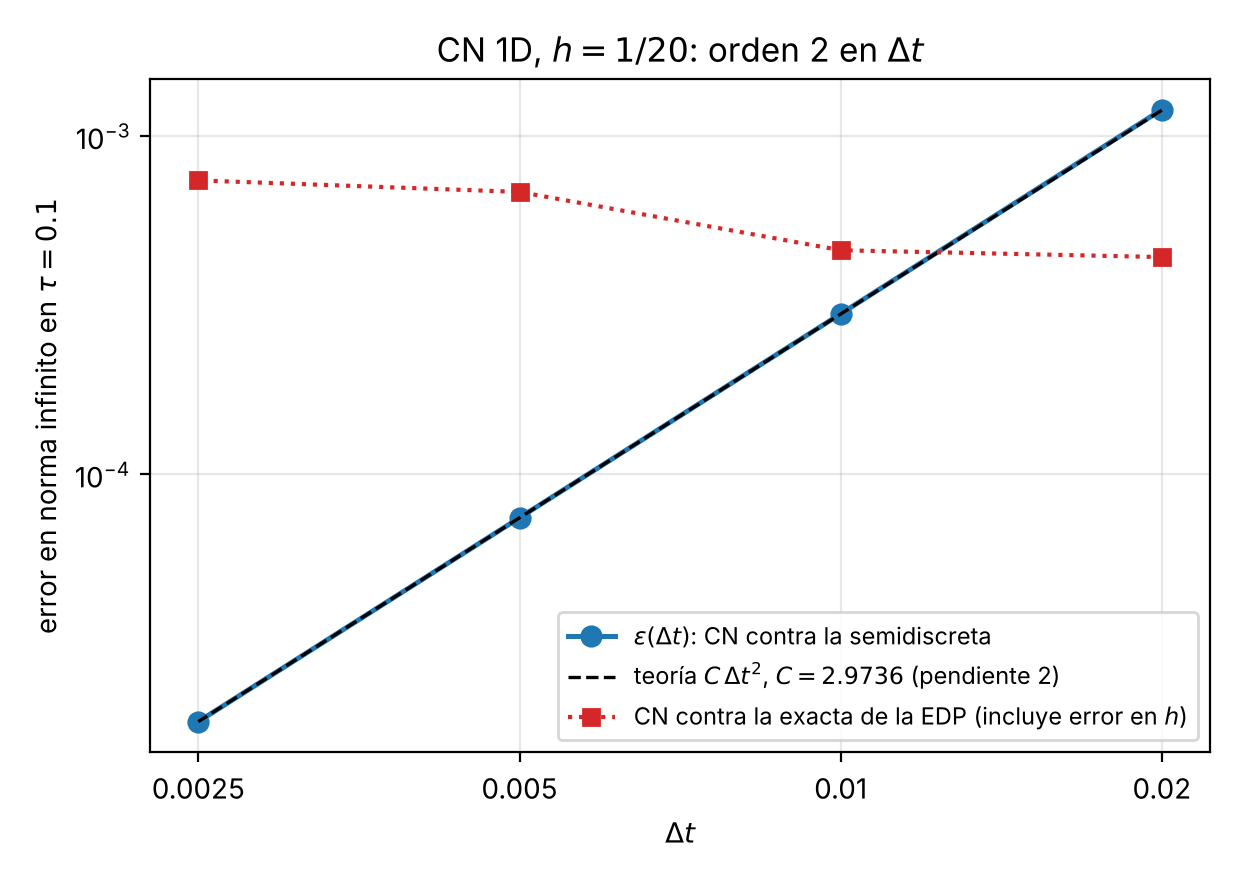 CN 1D, h = 1/20: orden 2 en Δt
error en norma infinito en τ = 0.1
10⁻³
10⁻⁴
ε(Δt): CN contra la semidiscreta
teoría C Δt², C = 2.9736 (pendiente 2)
CN contra la exacta de la EDP (incluye error en h)
0.0025 0.005 0.01 0.02
Δt